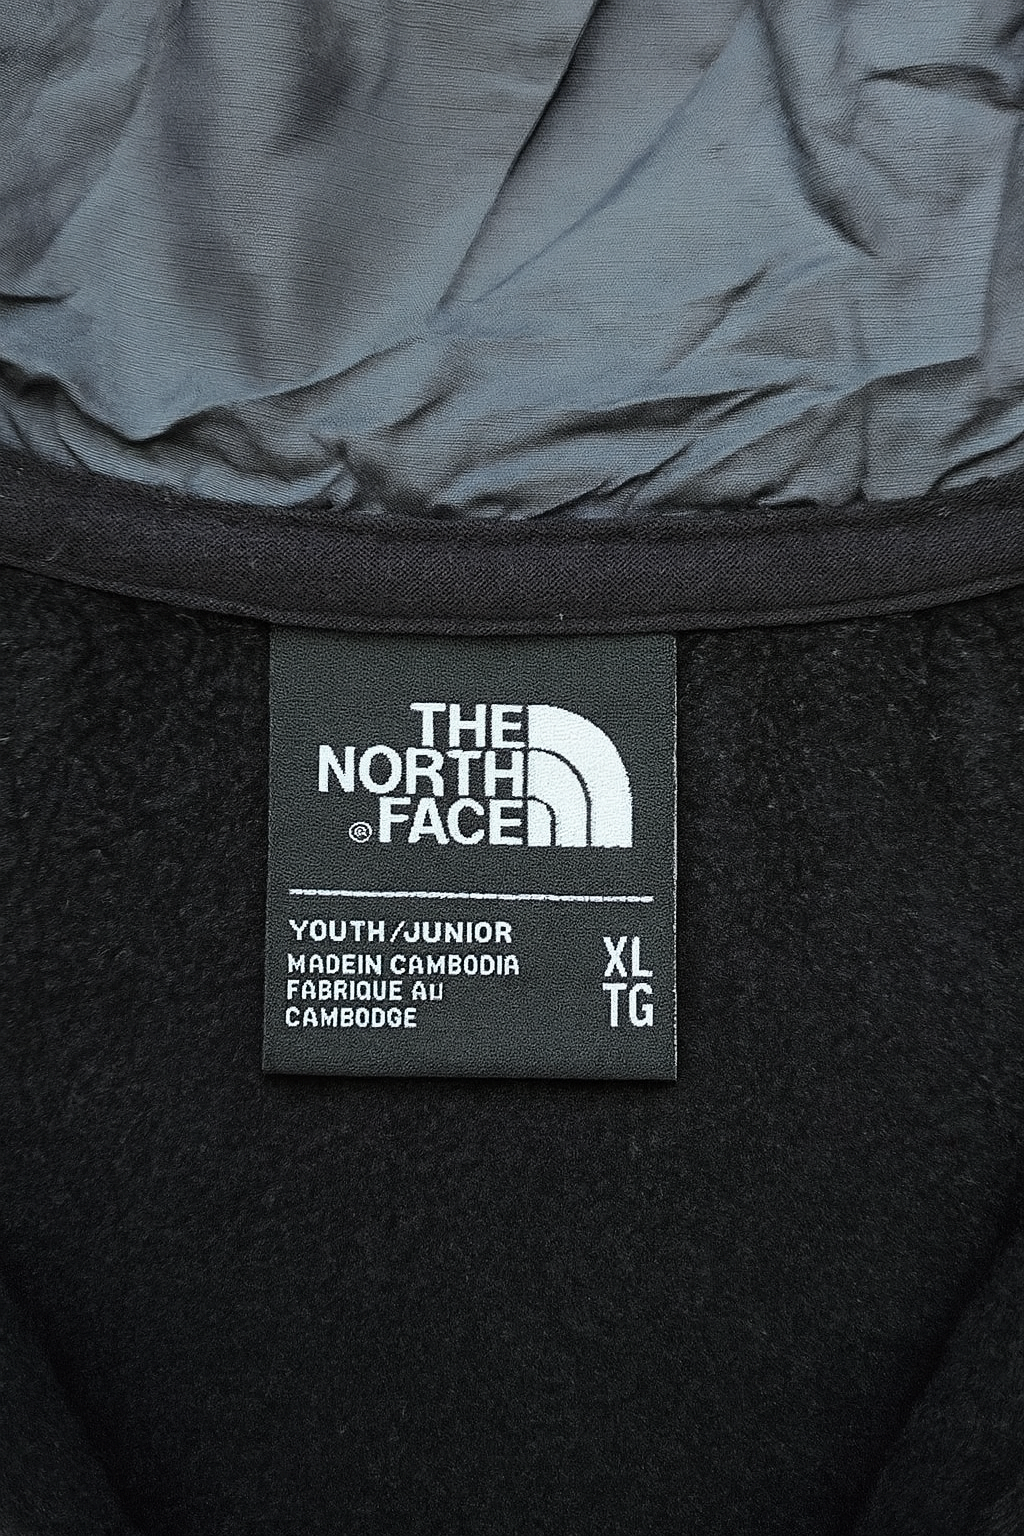 THE
NORTH
®FACE
YOUTH/JUNIOR
MADEIN CAMBODIA
FABRIQUE AU
CAMBODGE
XL
TG